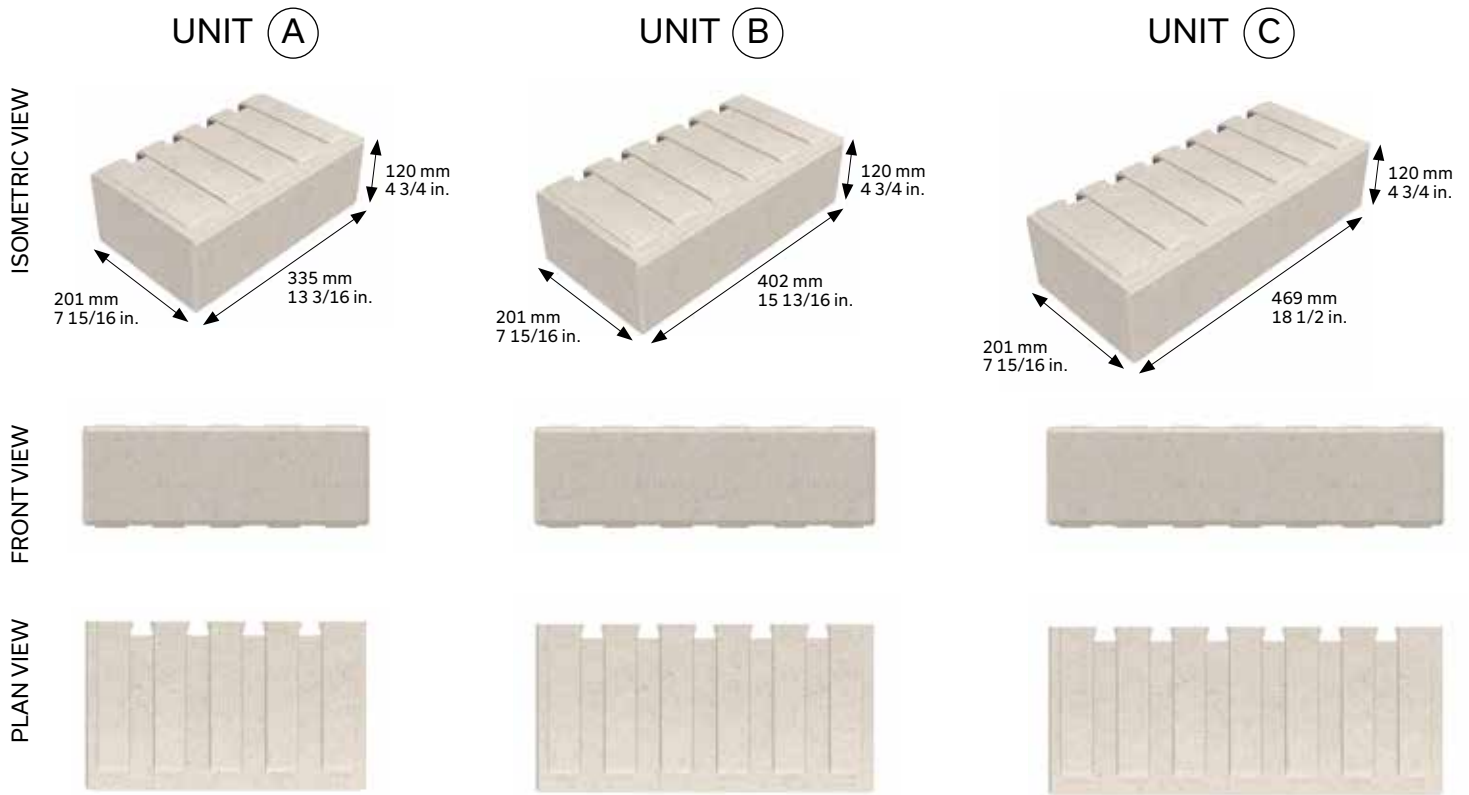 UNIT A
UNIT B
UNIT C
ISOMETRIC VIEW
120 mm
4 3/4 in.
335 mm
13 3/16 in.
201 mm
7 15/16 in.
120 mm
4 3/4 in.
402 mm
15 13/16 in.
201 mm
7 15/16 in.
120 mm
4 3/4 in.
469 mm
18 1/2 in.
201 mm
7 15/16 in.
FRONT VIEW
PLAN VIEW